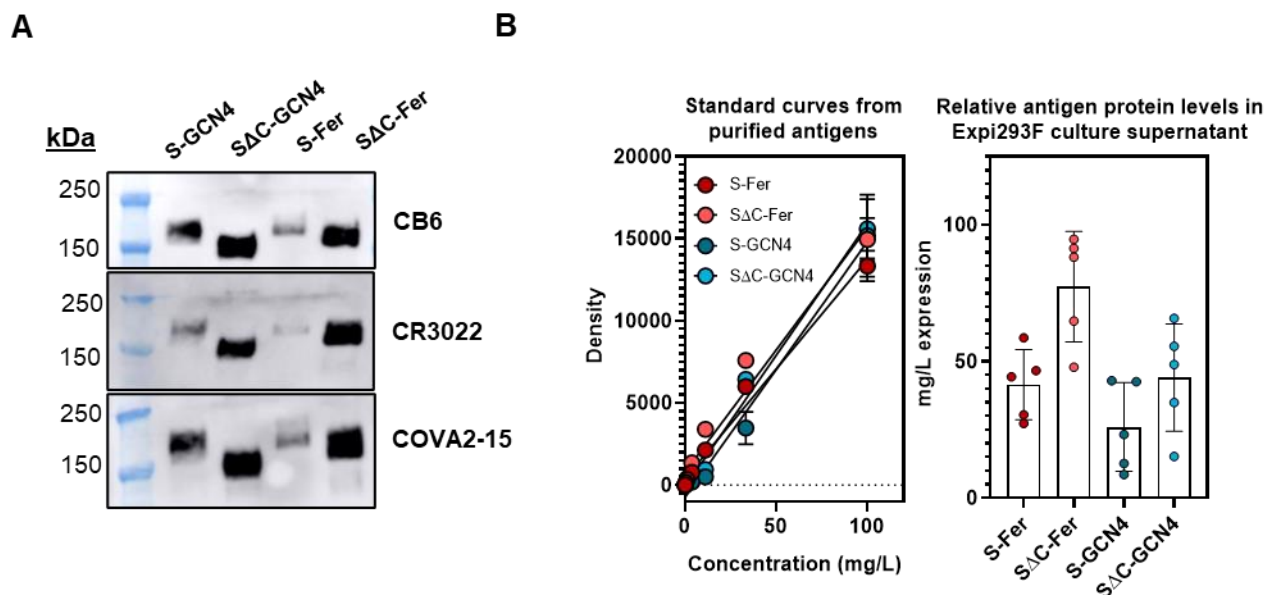 A
kDa
S-GCN4
SΔC-GCN4
S-Fer
SΔC-Fer
250
150
CB6
250
150
CR3022
250
150
COVA2-15
B
Standard curves from
purified antigens
20000
15000
10000
5000
0
Density
S-Fer
SΔC-Fer
S-GCN4
SΔC-GCN4
0
50
100
Concentration (mg/L)
Relative antigen protein levels in
Expi293F culture supernatant
100
50
0
mg/L expression
S-Fer
SΔC-Fer
S-GCN4
SΔC-GCN4